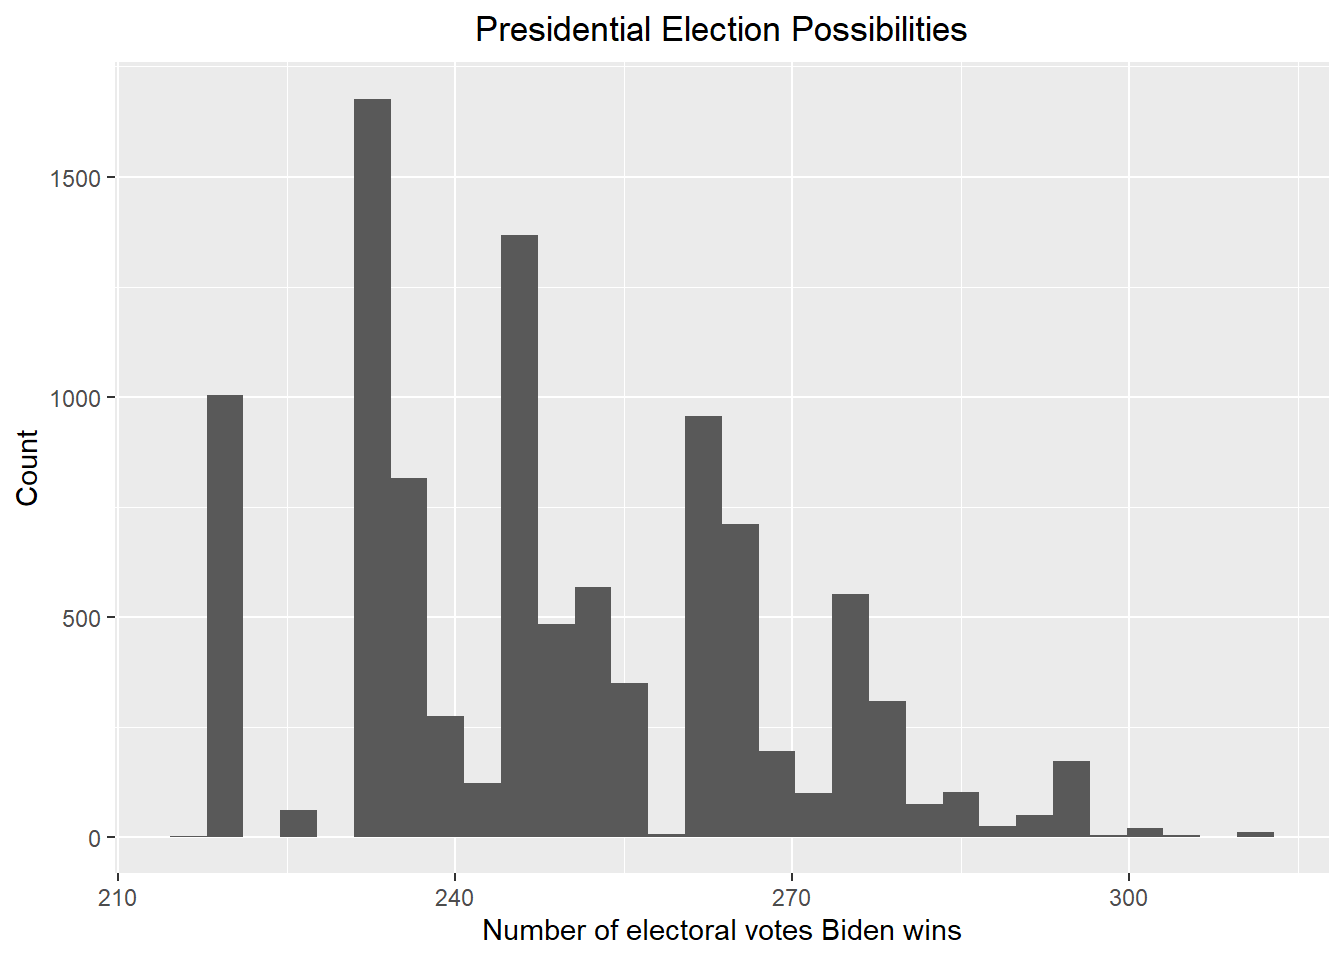 Presidential Election Possibilities
1500
1000
500
0
Count
210
240
270
300
Number of electoral votes Biden wins